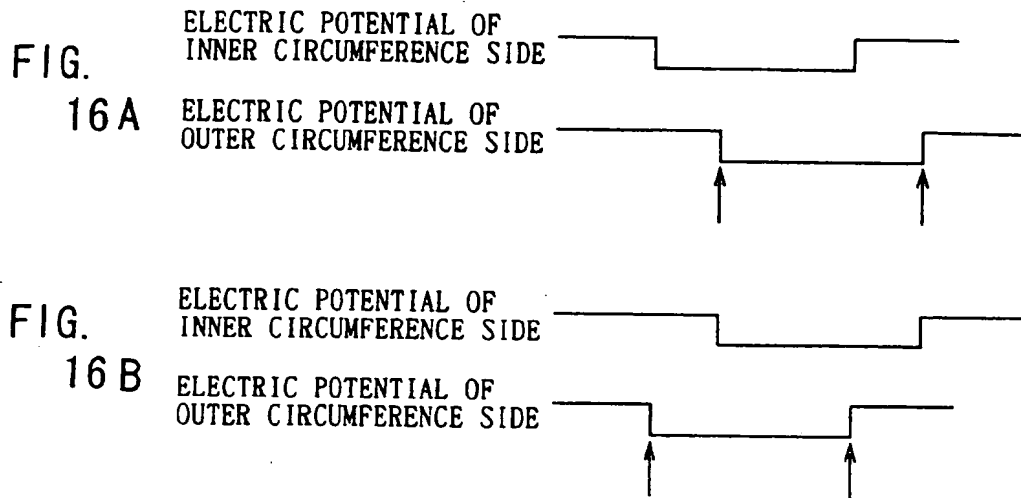 FIG.
16A
ELECTRIC POTENTIAL OF
INNER CIRCUMFERENCE SIDE
ELECTRIC POTENTIAL OF
OUTER CIRCUMFERENCE SIDE
FIG.
16B
ELECTRIC POTENTIAL OF
INNER CIRCUMFERENCE SIDE
ELECTRIC POTENTIAL OF
OUTER CIRCUMFERENCE SIDE